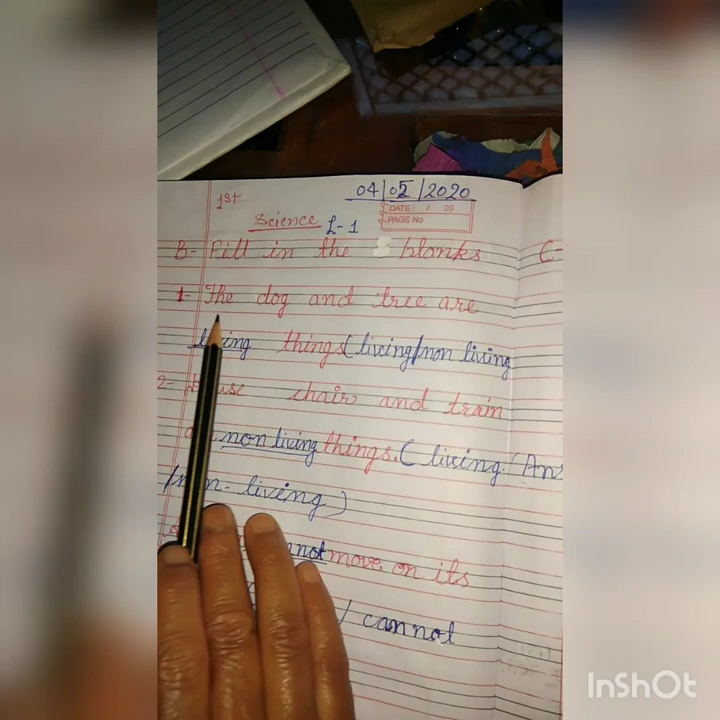 1st
04/05/2020
DATE: / 20
PAGE No
Science L-1
B- Fill in the blanks
C-
1- The dog and tree are
living things (living/non living
2- chair and train
non living things. (living (Ans
/non-living)
move on its
/ cannot
InShOt